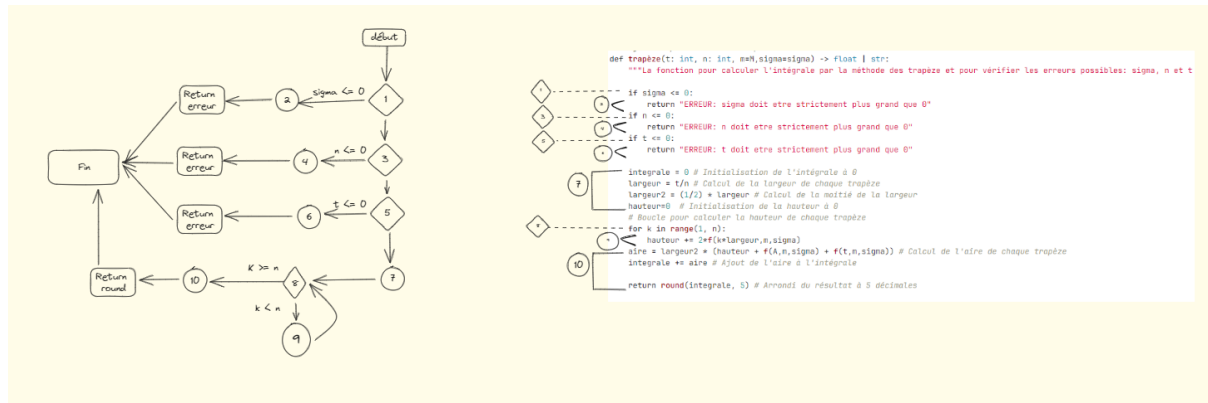 début
sigma <= 0
1
2
Return
erreur
n <= 0
3
4
Return
erreur
Fin
t <= 0
5
6
Return
erreur
7
K >= n
8
10
Return
round
k < n
9
def trapèze(t: int, n: int, m=M,sigma=sigma) -> float | str:
"""La fonction pour calculer l'intégrale par la méthode des trapèze et pour vérifier les erreurs possibles: sigma, n et t
if sigma <= 0:
return "ERREUR: sigma doit etre strictement plus grand que 0"
3
if n <= 0:
return "ERREUR: n doit etre strictement plus grand que 0"
5
if t <= 0:
return "ERREUR: t doit etre strictement plus grand que 0"
integrale = 0 # Initialisation de l'intégrale à 0
7
largeur = t/n # Calcul de la largeur de chaque trapèze
largeur2 = (1/2) * largeur # Calcul de la moitié de la largeur
hauteur=0 # Initialisation de la hauteur à 0
# Boucle pour calculer la hauteur de chaque trapèze
8
for k in range(1, n):
hauteur += 2*f(k*largeur,m,sigma)
aire = largeur2 * (hauteur + f(A,m,sigma) + f(t,m,sigma)) # Calcul de l'aire de chaque trapèze
10
integrale += aire # Ajout de l'aire à l'intégrale
return round(integrale, 5) # Arrondi du résultat à 5 décimales